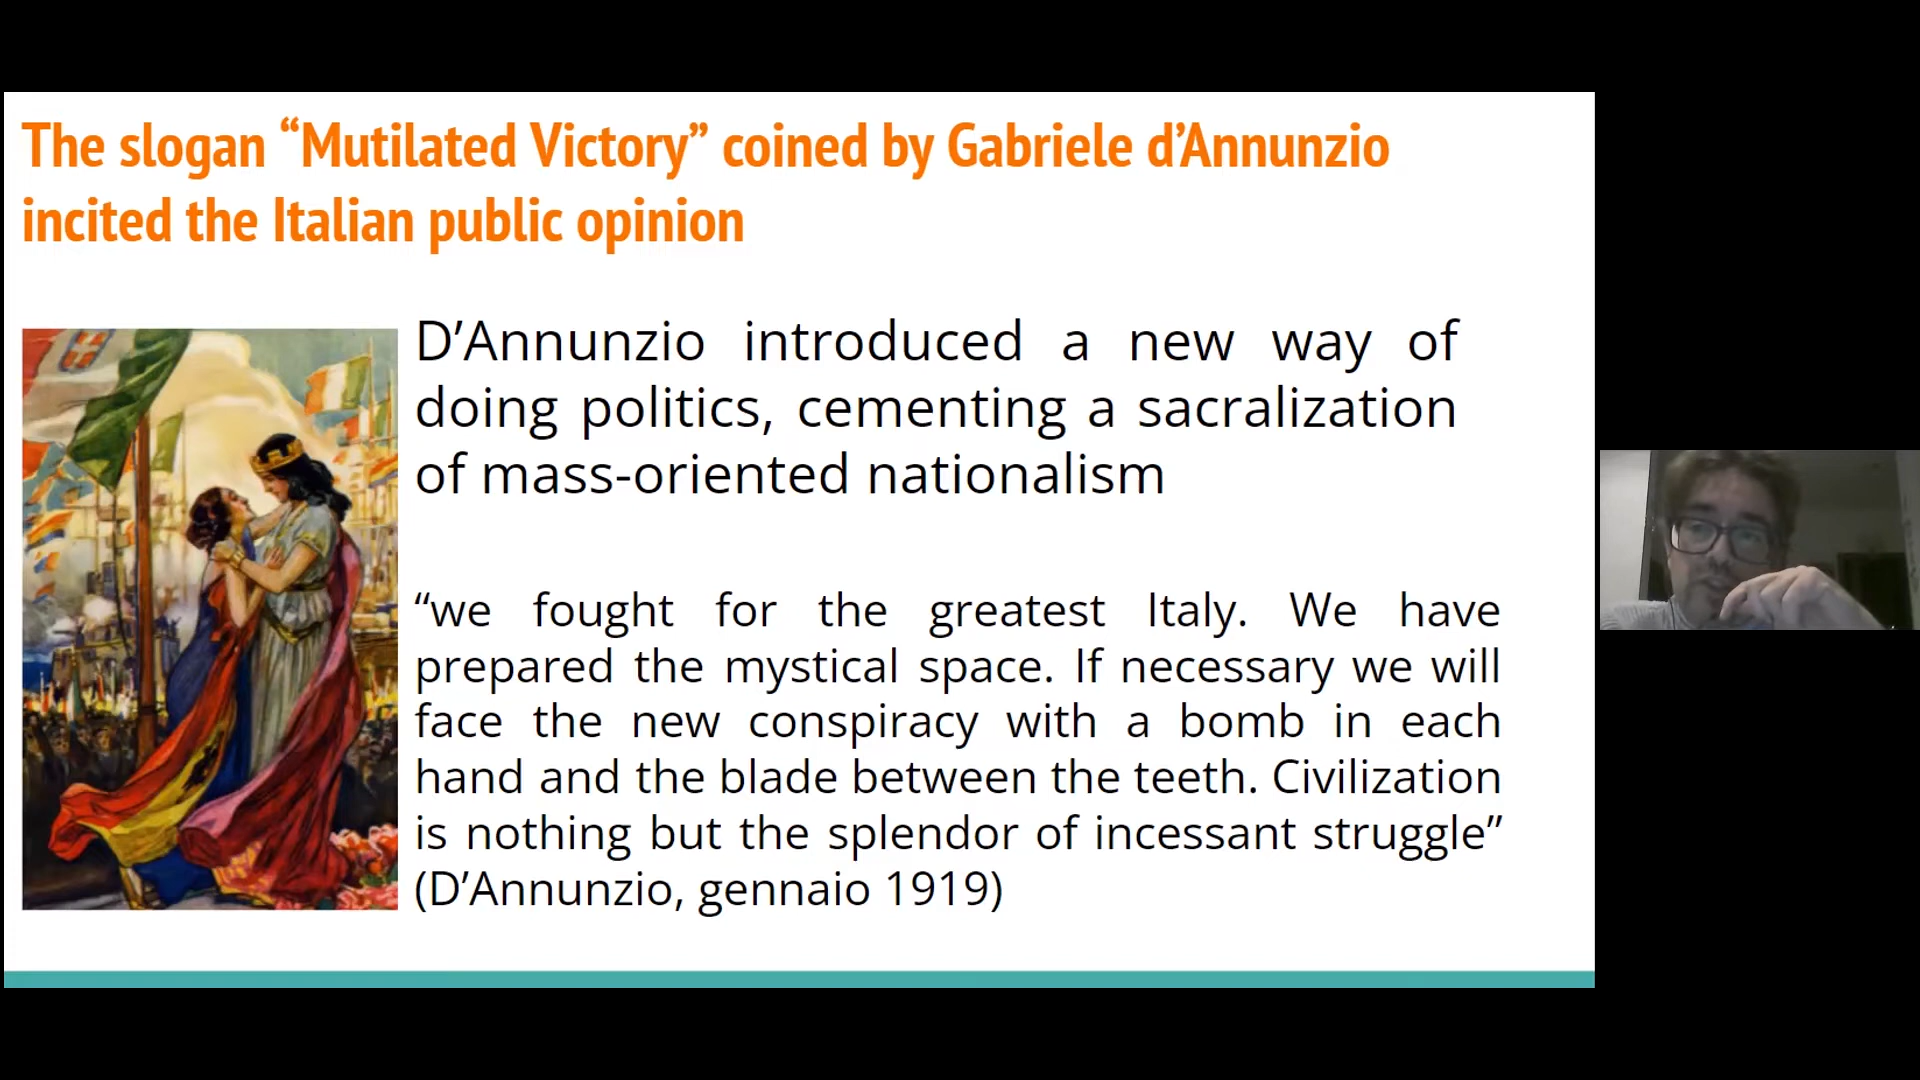 The slogan “Mutilated Victory” coined by Gabriele d’Annunzio
incited the Italian public opinion
D’Annunzio introduced a new way of
doing politics, cementing a sacralization
of mass-oriented nationalism
“we fought for the greatest Italy. We have
prepared the mystical space. If necessary we will
face the new conspiracy with a bomb in each
hand and the blade between the teeth. Civilization
is nothing but the splendor of incessant struggle”
(D’Annunzio, gennaio 1919)